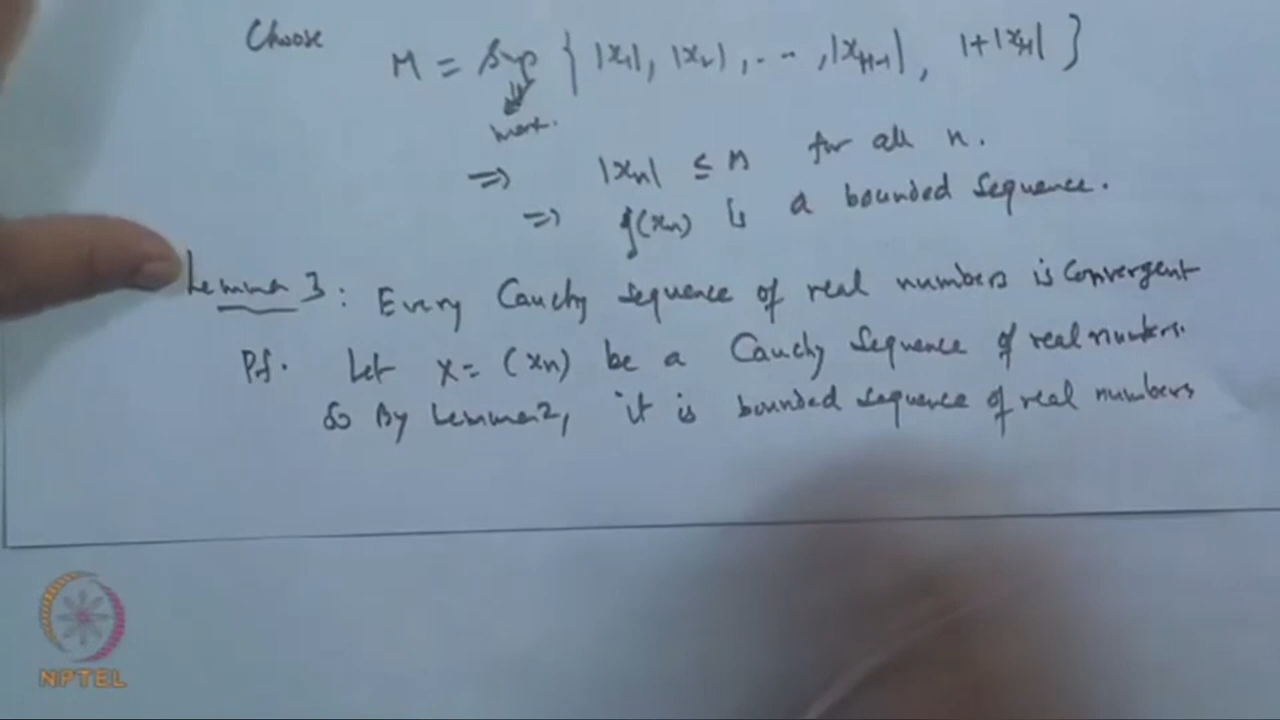 Choose
M = Sup { |x1|, |x2|, ..., |xH-1|, 1+|xH| }
max.
⇒ |xn| ≤ M for all n.
⇒ (xn) is a bounded sequence.
Lemma 3: Every Cauchy sequence of real numbers is convergent
Pf. Let X = (xn) be a Cauchy sequence of real numbers.
So By Lemma 2, it is bounded sequence of real numbers
NPTEL